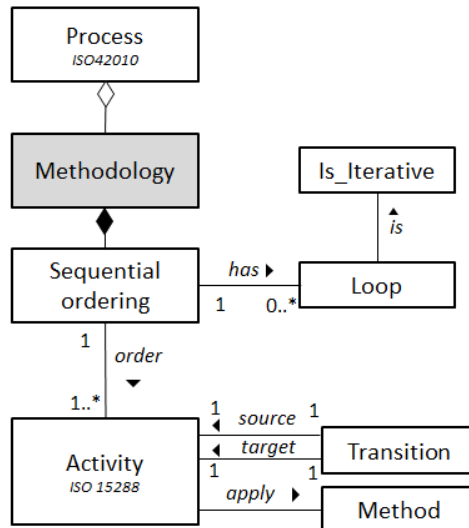 Process
ISO42010
Methodology
Is_Iterative
is
Sequential
ordering
has
1
0..*
Loop
1
order
1..*
1
source
1
target
Activity
ISO 15288
1
1
Transition
apply
Method